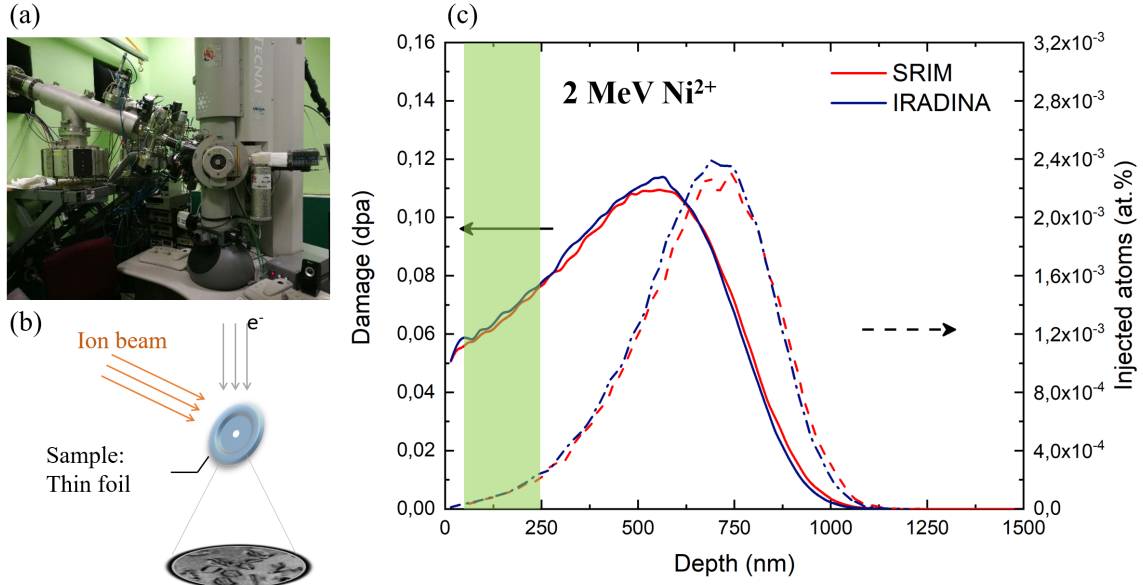 (a)
TECNAI
(b)
e-
Ion beam
Sample:
Thin foil
(c)
2 MeV Ni²⁺
SRIM
IRADINA
Damage (dpa)
0,16
0,14
0,12
0,10
0,08
0,06
0,04
0,02
0,00
Injected atoms (at.%)
3,2x10⁻³
2,8x10⁻³
2,4x10⁻³
2,0x10⁻³
1,6x10⁻³
1,2x10⁻³
8,0x10⁻⁴
4,0x10⁻⁴
0,0
0 250 500 750 1000 1250 1500
Depth (nm)